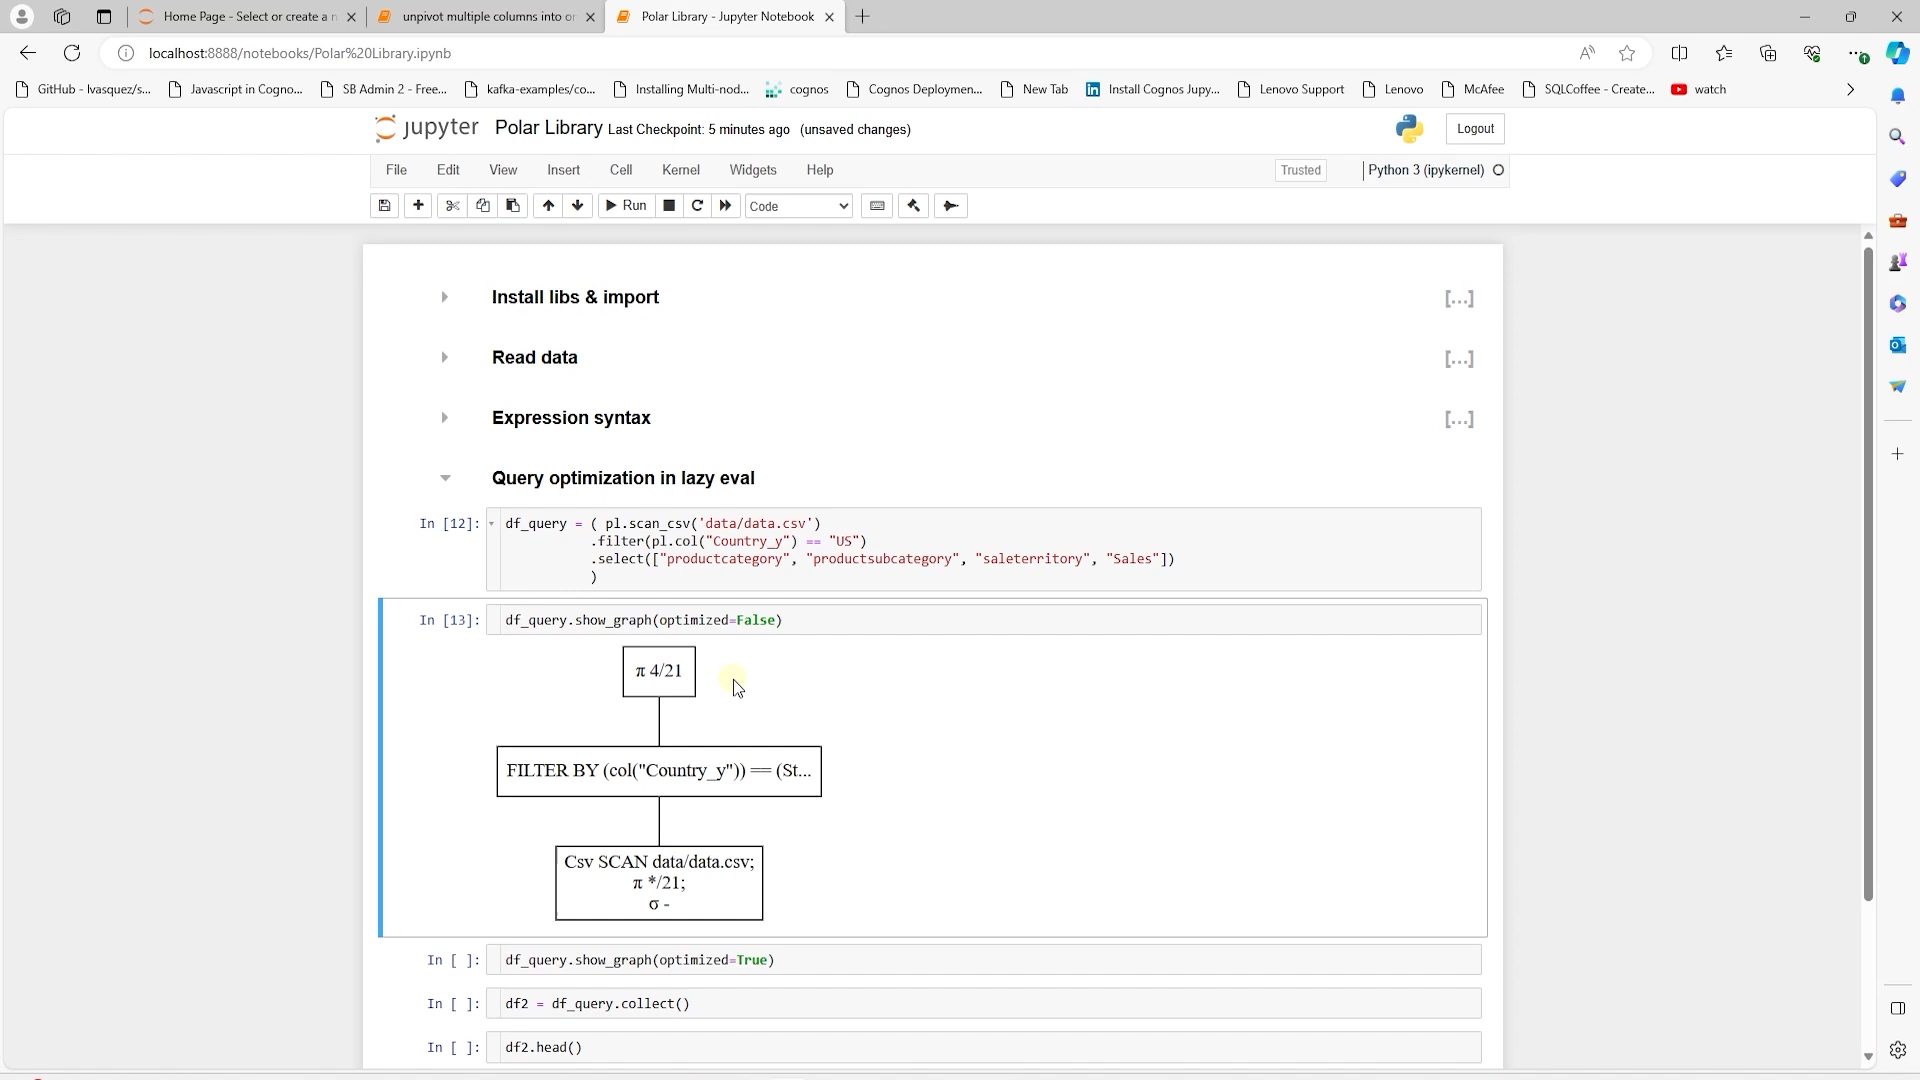 Home Page - Select or create a n
unpivot multiple columns into or
Polar Library - Jupyter Notebook
localhost:8888/notebooks/Polar%20Library.ipynb
GitHub - lvasquez/s...
Javascript in Cogno...
SB Admin 2 - Free...
kafka-examples/co...
Installing Multi-nod...
cognos
Cognos Deploymen...
New Tab
Install Cognos Jupy...
Lenovo Support
Lenovo
McAfee
SQLCoffee - Create...
watch
jupyter Polar Library Last Checkpoint: 5 minutes ago (unsaved changes)
Logout
File Edit View Insert Cell Kernel Widgets Help
Trusted
Python 3 (ipykernel)
Run
Code
Install libs & import
[...]
Read data
[...]
Expression syntax
[...]
Query optimization in lazy eval
In [12]: df_query = ( pl.scan_csv('data/data.csv')
.filter(pl.col("Country_y") == "US")
.select(["productcategory", "productsubcategory", "saleterritory", "Sales"])
)
In [13]: df_query.show_graph(optimized=False)
π 4/21
FILTER BY (col("Country_y")) == (St...
Csv SCAN data/data.csv;
π */21;
σ -
In [ ]: df_query.show_graph(optimized=True)
In [ ]: df2 = df_query.collect()
In [ ]: df2.head()